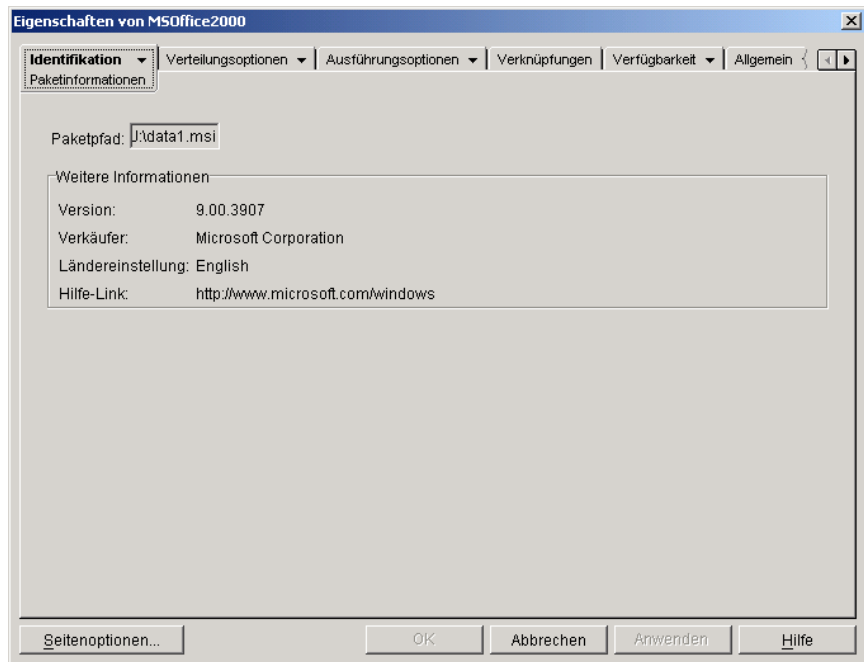 Eigenschaften von MSOffice2000
Identifikation Verteilungsoptionen Ausführungsoptionen Verknüpfungen Verfügbarkeit Allgemein
Paketinformationen
Paketpfad: J:\data1.msi
Weitere Informationen
Version: 9.00.3907
Verkäufer: Microsoft Corporation
Ländereinstellung: English
Hilfe-Link: http://www.microsoft.com/windows
Seitenoptionen... OK Abbrechen Anwenden Hilfe